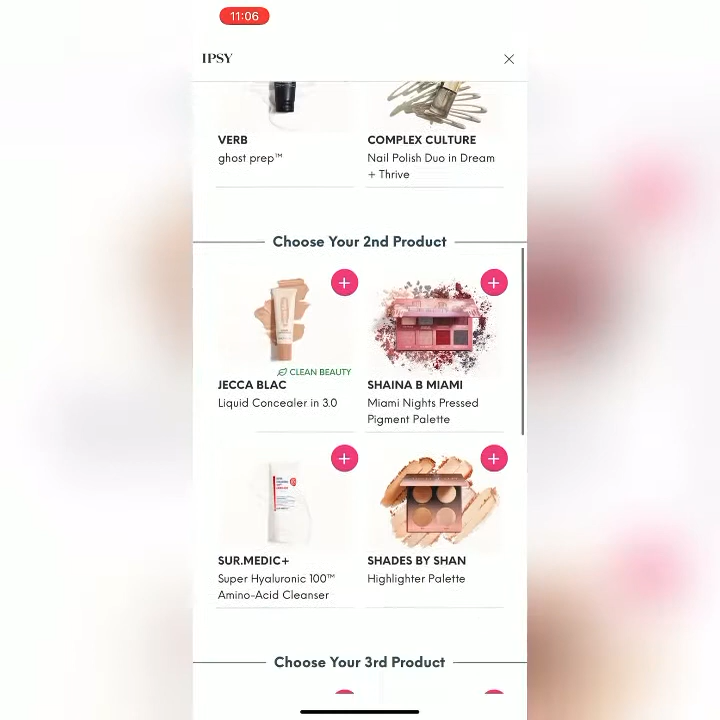 11:06
IPSY
VERB
ghost prep™
COMPLEX CULTURE
Nail Polish Duo in Dream
+ Thrive
Choose Your 2nd Product
CLEAN BEAUTY
JECCA BLAC
Liquid Concealer in 3.0
SHAINA B MIAMI
Miami Nights Pressed
Pigment Palette
SUR.MEDIC+
Super Hyaluronic 100™
Amino-Acid Cleanser
SHADES BY SHAN
Highlighter Palette
Choose Your 3rd Product